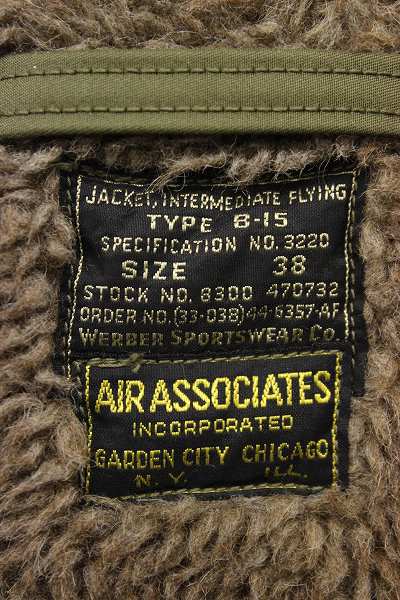 JACKET, INTERMEDIATE FLYING
TYPE B-15
SPECIFICATION NO. 3220
SIZE 38
STOCK NO. 8300 470732
ORDER NO. (33-038) 44-6357-AF
WERBER SPORTSWEAR CO.
AIR ASSOCIATES
INCORPORATED
GARDEN CITY CHICAGO
N. Y. ILL.